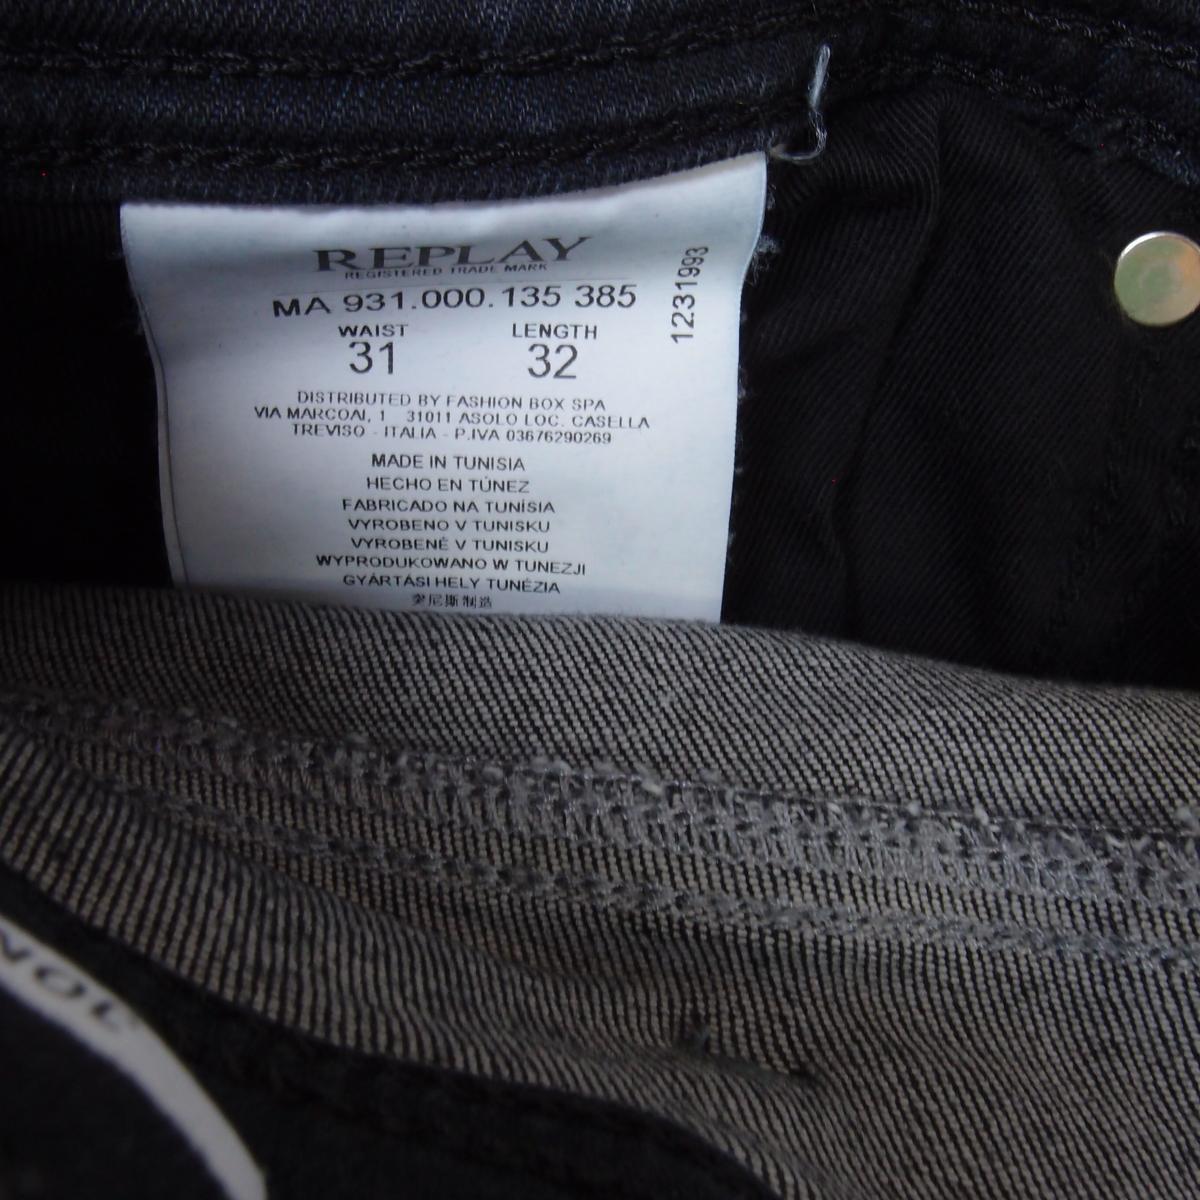 REPLAY
REGISTERED TRADE MARK
MA 931.000.135 385
WAIST LENGTH
31 32
1231993
DISTRIBUTED BY FASHION BOX SPA
VIA MARCOAI, 1 31011 ASOLO LOC. CASELLA
TREVISO - ITALIA - P.IVA 03676290269
MADE IN TUNISIA
HECHO EN TÚNEZ
FABRICADO NA TUNÍSIA
VYROBENO V TUNISKU
VYROBENÉ V TUNISKU
WYPRODUKOWANO W TUNEZJI
GYÁRTÁSI HELY TUNÉZIA
突尼斯制造